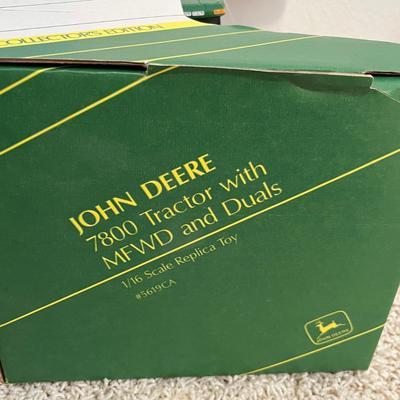 COLLECTOR'S EDITION
JOHN DEERE
7800 Tractor with
MFWD and Duals
1/16 Scale Replica Toy
#5619CA
JOHN DEERE